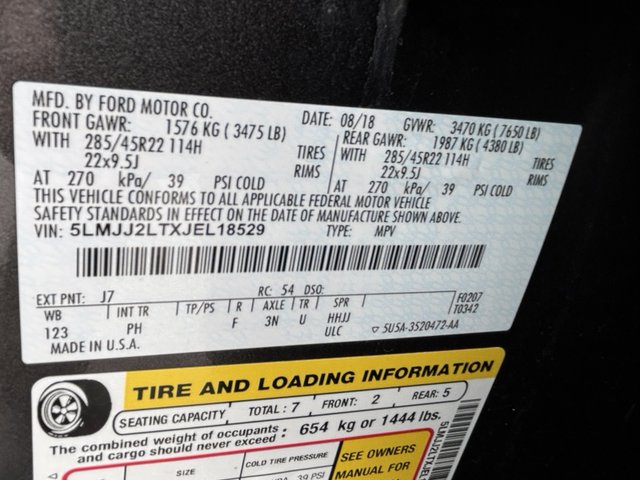 MFD. BY FORD MOTOR CO.
DATE: 08/18 GVWR: 3470 KG (7650 LB)
FRONT GAWR: 1576 KG (3475 LB) REAR GAWR: 1987 KG (4380 LB)
WITH 285/45R22 114H TIRES WITH 285/45R22 114H TIRES
22x9.5J RIMS 22x9.5J RIMS
AT 270 kPa/ 39 PSI COLD AT 270 kPa/ 39 PSI COLD
THIS VEHICLE CONFORMS TO ALL APPLICABLE FEDERAL MOTOR VEHICLE
SAFETY STANDARDS IN EFFECT ON THE DATE OF MANUFACTURE SHOWN ABOVE.
VIN: 5LMJJ2LTXJEL18529 TYPE: MPV
EXT PNT: J7 RC: 54 DSO: F0207
WB INT TR TP/PS R AXLE TR SPR T0342
123 PH F 3N U HHJJ
ULC ▽ 5U5A-3520472-AA
MADE IN U.S.A.
TIRE AND LOADING INFORMATION
SEATING CAPACITY TOTAL: 7 FRONT: 2 REAR: 5
The combined weight of occupants
and cargo should never exceed: 654 kg or 1444 lbs.
SIZE COLD TIRE PRESSURE SEE OWNERS
39 PSI MANUAL FOR